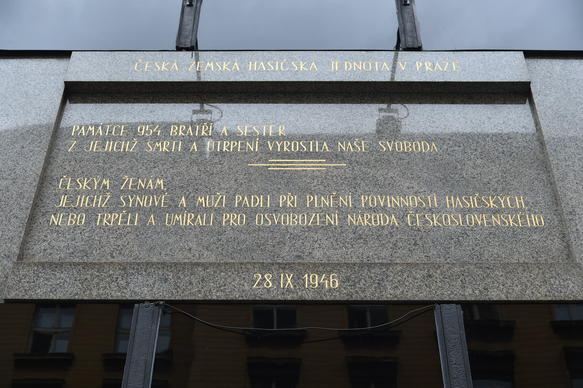 ČESKÁ ZEMSKÁ HASIČSKÁ JEDNOTA V PRAZE
PAMÁTCE 954 BRATŘÍ A SESTER
Z JEJICHŽ SMRTI A UTRPENÍ VYROSTLA NAŠE SVOBODA
ČESKÝM ŽENÁM,
JEJICHŽ SYNOVÉ A MUŽI PADLI PŘI PLNĚNÍ POVINNOSTÍ HASIČSKÝCH
NEBO TRPĚLI A UMÍRALI PRO OSVOBOZENÍ NÁRODA ČESKOSLOVENSKÉHO
28. IX. 1946